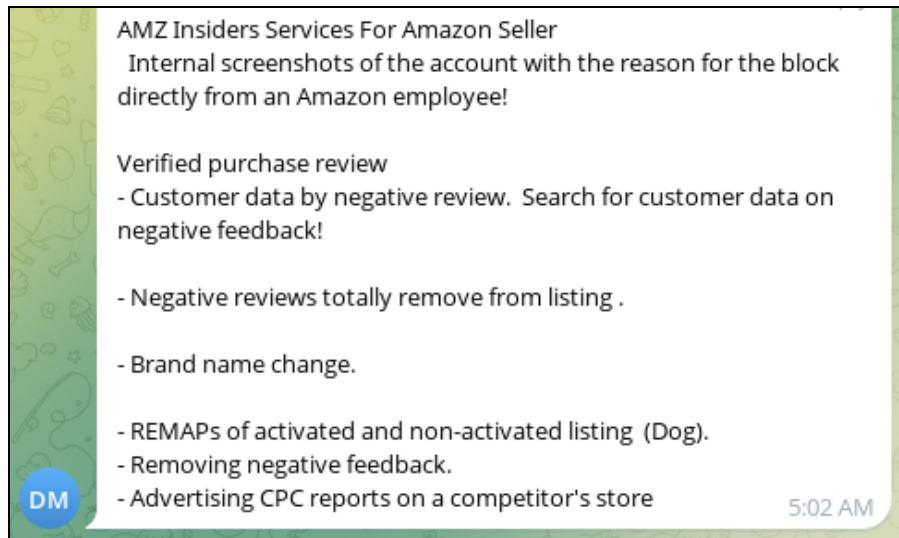 AMZ Insiders Services For Amazon Seller
Internal screenshots of the account with the reason for the block
directly from an Amazon employee!
Verified purchase review
- Customer data by negative review.  Search for customer data on
negative feedback!
- Negative reviews totally remove from listing .
- Brand name change.
- REMAPs of activated and non-activated listing  (Dog).
- Removing negative feedback.
- Advertising CPC reports on a competitor's store
DM
5:02 AM